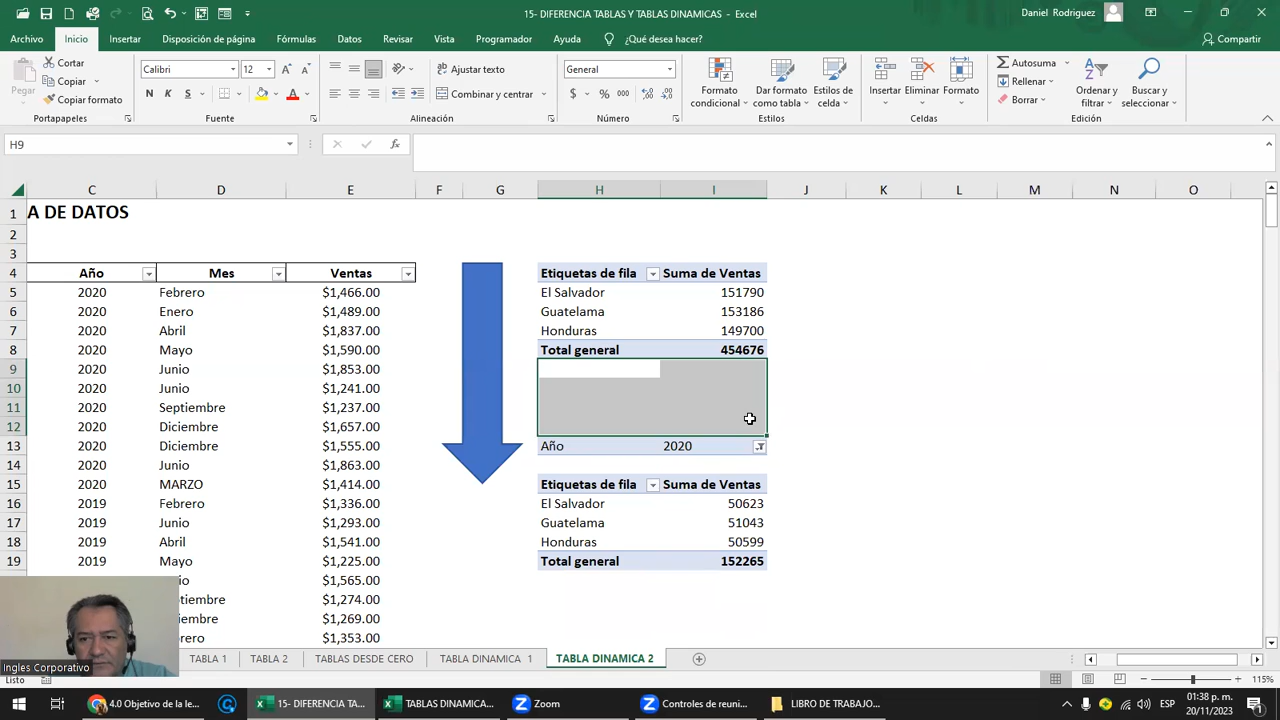 15- DIFERENCIA TABLAS Y TABLAS DINAMICAS - Excel
Daniel Rodriguez
Archivo Inicio Insertar Disposición de página Fórmulas Datos Revisar Vista Programador Ayuda ¿Qué desea hacer? Compartir
Pegar
Cortar
Copiar
Copiar formato
Portapapeles
Calibri 12
N K S
Fuente
Ajustar texto
Combinar y centrar
Alineación
General
$ % 000
Número
Formato condicional
Dar formato como tabla
Estilos de celda
Estilos
Insertar Eliminar Formato
Celdas
Autosuma
Rellenar
Borrar
Ordenar y filtrar
Buscar y seleccionar
Edición
H9
C D E F G H I J K L M N O
1 A DE DATOS
2
3
4 Año Mes Ventas Etiquetas de fila Suma de Ventas
5 2020 Febrero $1,466.00 El Salvador 151790
6 2020 Enero $1,489.00 Guatelama 153186
7 2020 Abril $1,837.00 Honduras 149700
8 2020 Mayo $1,590.00 Total general 454676
9 2020 Junio $1,853.00
10 2020 Junio $1,241.00
11 2020 Septiembre $1,237.00
12 2020 Diciembre $1,657.00
13 2020 Diciembre $1,555.00 Año 2020
14 2020 Junio $1,863.00
15 2020 MARZO $1,414.00 Etiquetas de fila Suma de Ventas
16 2019 Febrero $1,336.00 El Salvador 50623
17 2019 Junio $1,293.00 Guatelama 51043
18 2019 Abril $1,541.00 Honduras 50599
19 2019 Mayo $1,225.00 Total general 152265
$1,565.00
$1,274.00
$1,269.00
$1,353.00
Ingles Corporativo
TABLA 1 TABLA 2 TABLAS DESDE CERO TABLA DINAMICA 1 TABLA DINAMICA 2
Listo
115%
4.0 Objetivo de la le...
15- DIFERENCIA TA...
TABLAS DINAMICA...
Zoom
Controles de reuni...
LIBRO DE TRABAJO...
ESP
01:38 p. m.
20/11/2023